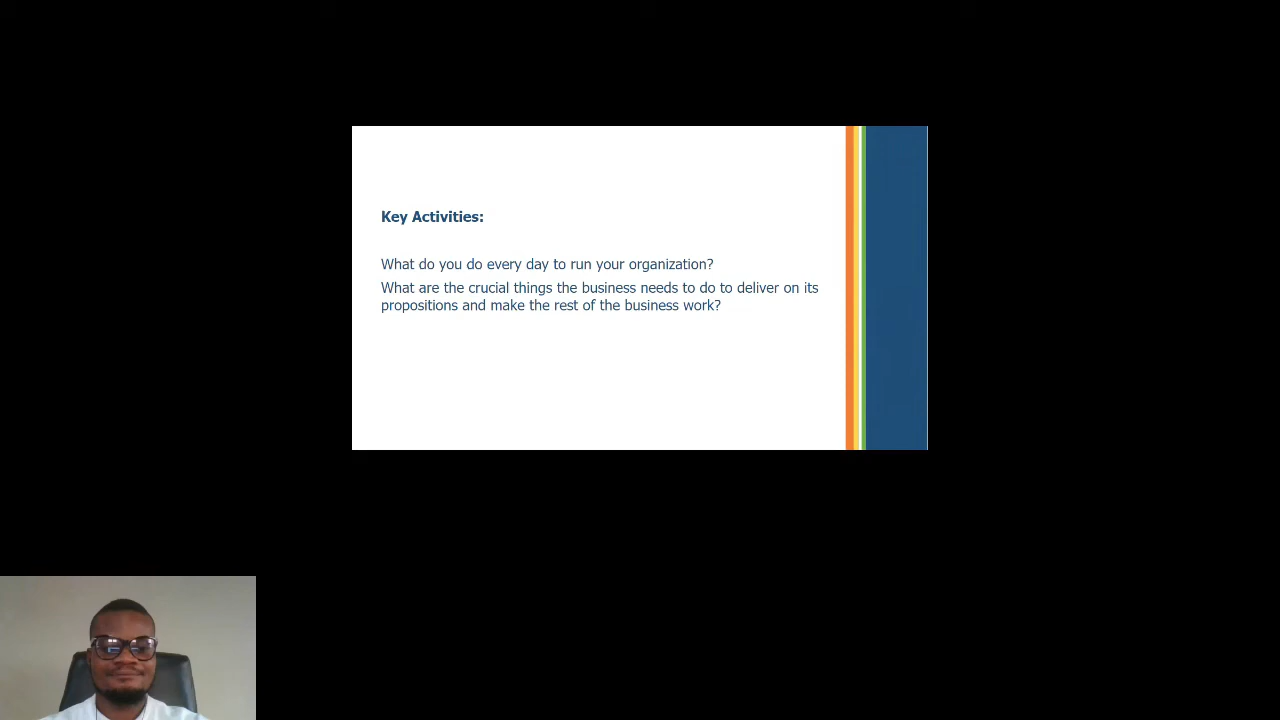 Key Activities:
What do you do every day to run your organization?
What are the crucial things the business needs to do to deliver on its
propositions and make the rest of the business work?